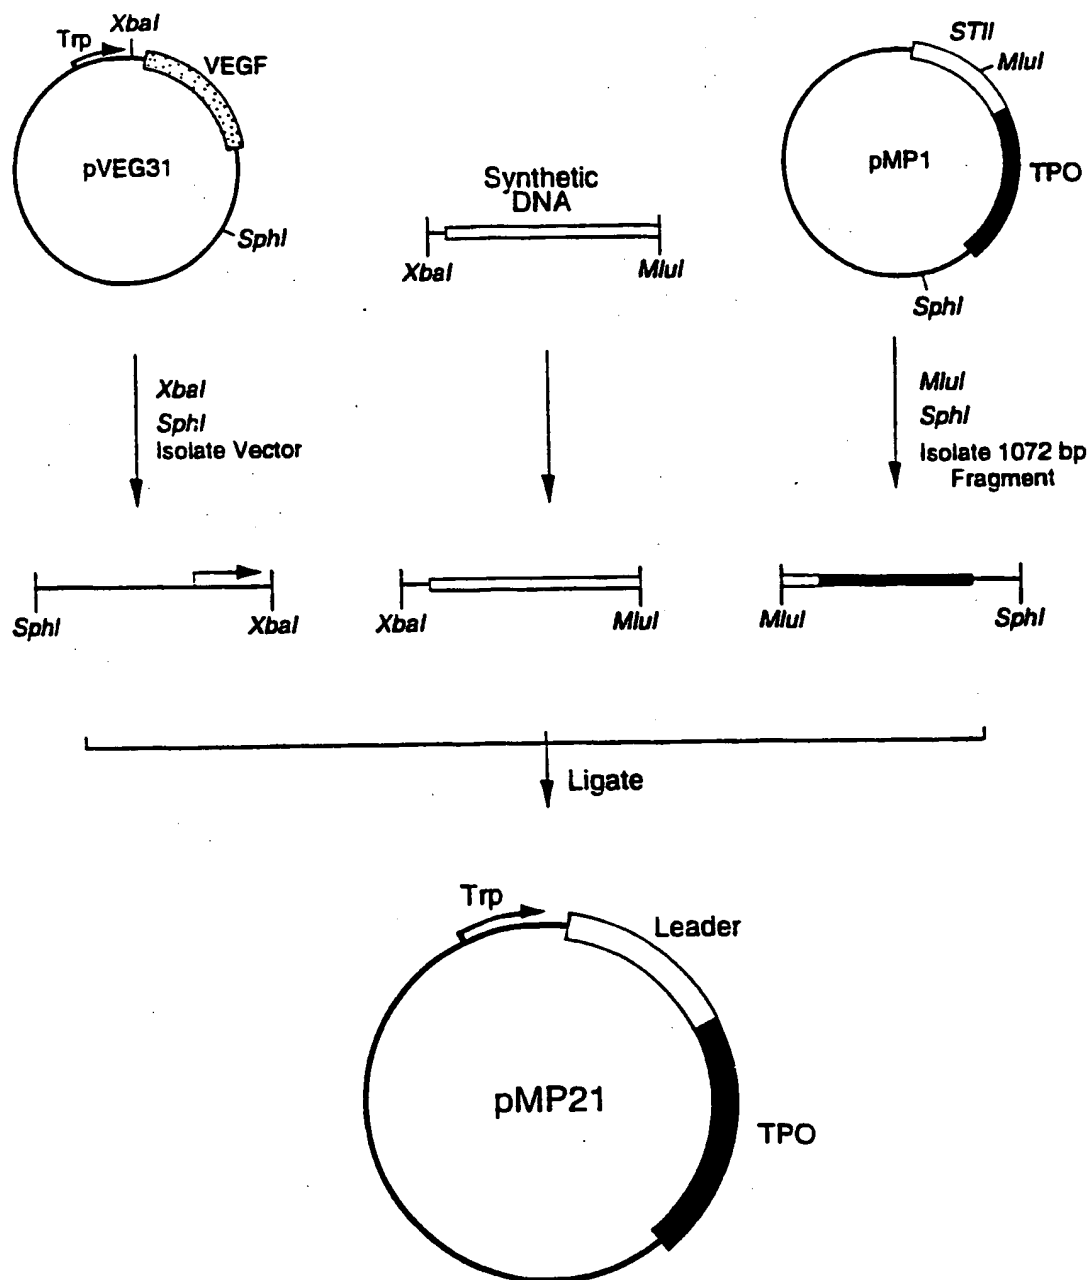 XbaI
Trp
VEGF
pVEG31
SphI
Synthetic
DNA
XbaI
MluI
STII
MluI
pMP1
TPO
SphI
XbaI
SphI
Isolate Vector
MluI
SphI
Isolate 1072 bp
Fragment
SphI
XbaI
XbaI
MluI
MluI
SphI
Ligate
Trp
Leader
pMP21
TPO